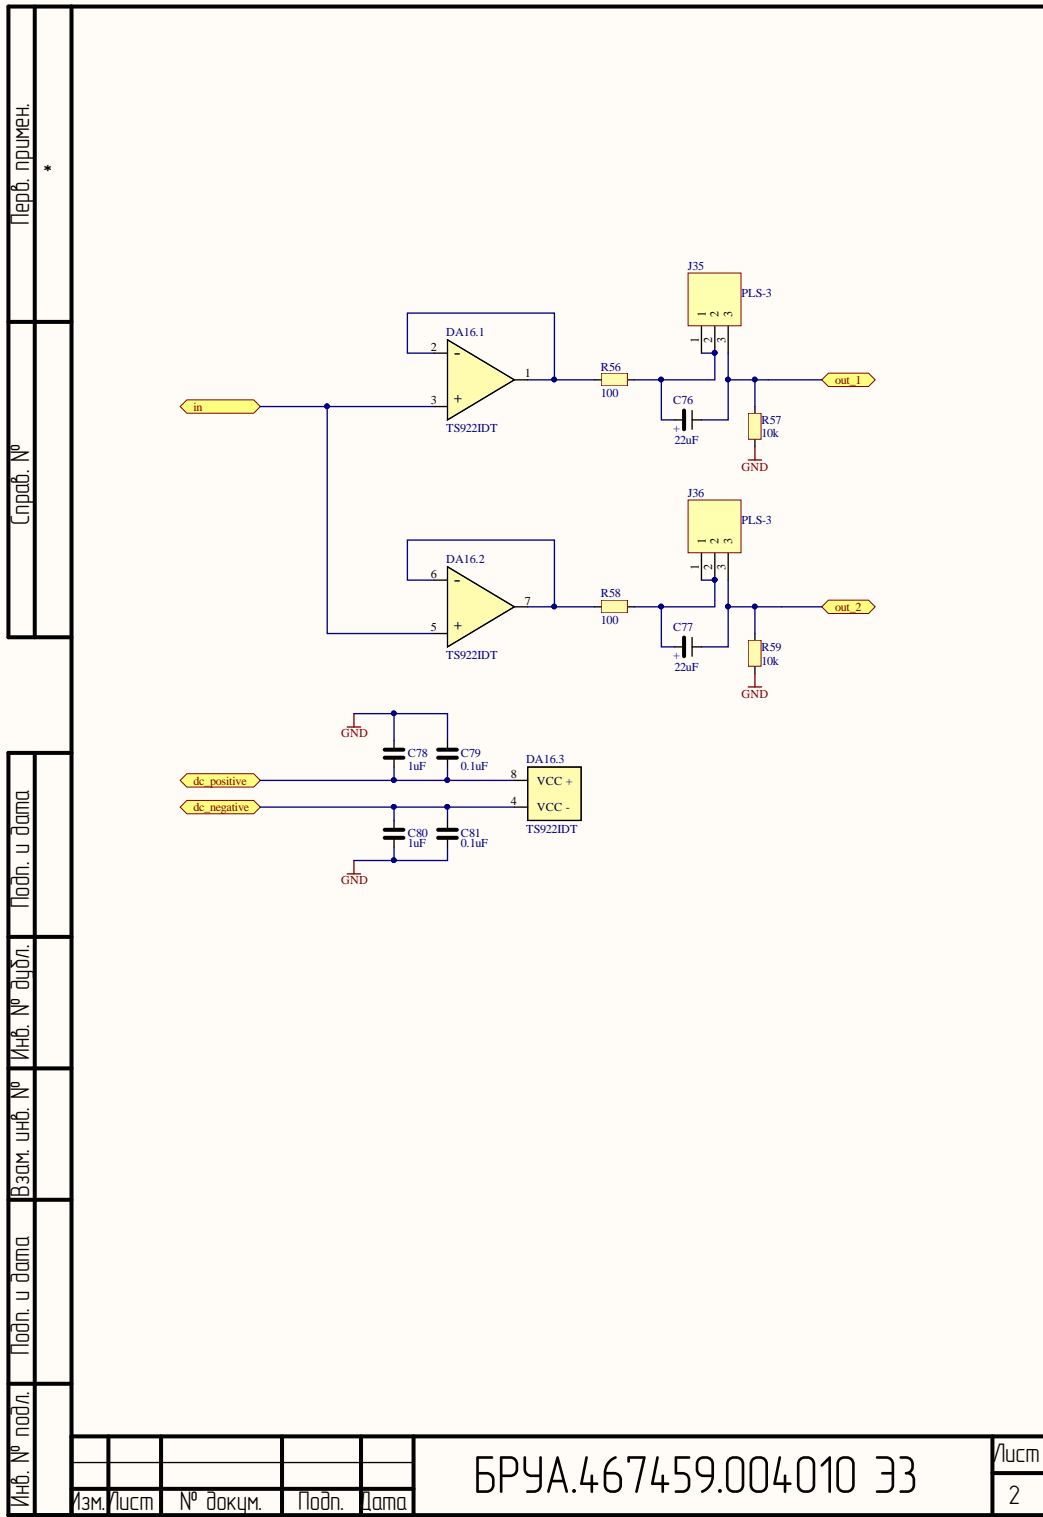 Перв. примен.
*
Справ. №
Подп. и дата
Инв. № дубл.
Взам. инв. №
Подп. и дата
Инв. № подл.
J35
PLS-3
1
2
3
1
2
3
DA16.1
2
-
1
3
+
TS922IDT
in
R56
100
C76
+
22uF
out_1
R57
10k
GND
J36
PLS-3
1
2
3
1
2
3
DA16.2
6
-
7
5
+
TS922IDT
R58
100
C77
+
22uF
out_2
R59
10k
GND
GND
C78
1uF
C79
0.1uF
DA16.3
dc_positive
8
VCC +
dc_negative
4
VCC -
TS922IDT
C80
1uF
C81
0.1uF
GND
Изм.
Лист
№ докум.
Подп.
Дата
БРУА.467459.004010 Э3
Лист
2